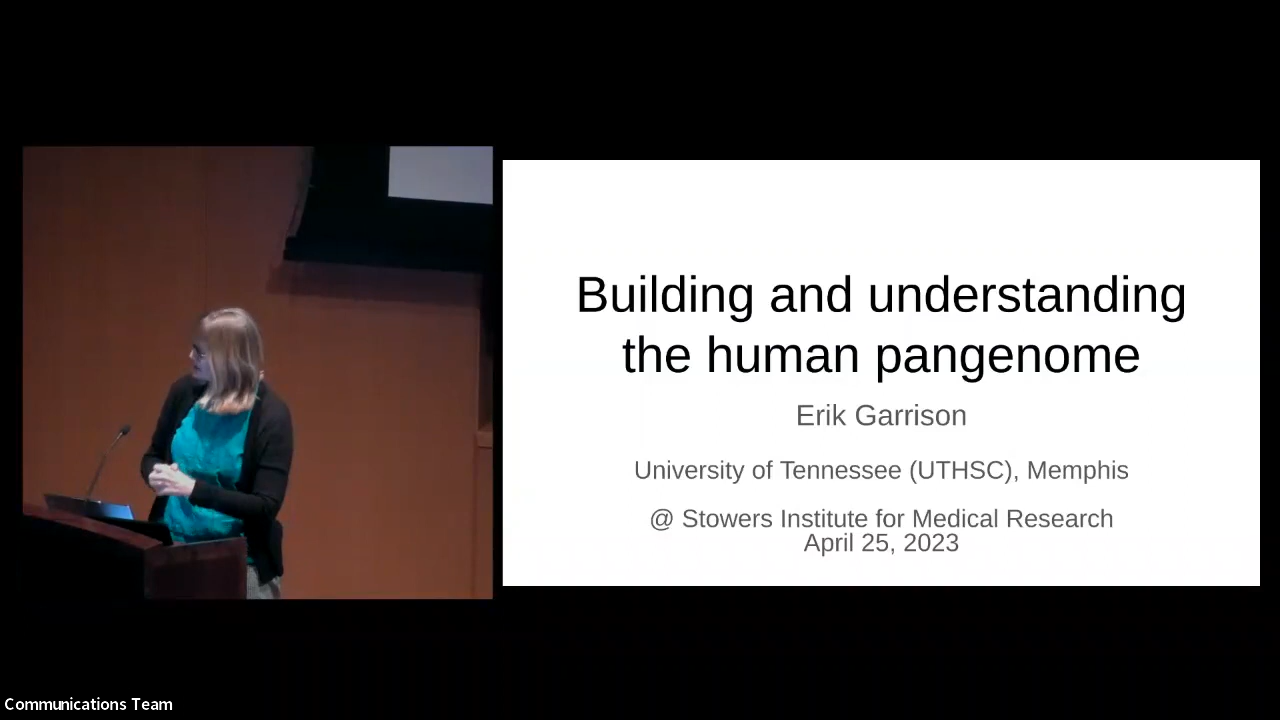 Building and understanding
the human pangenome
Erik Garrison
University of Tennessee (UTHSC), Memphis
@ Stowers Institute for Medical Research
April 25, 2023
Communications Team